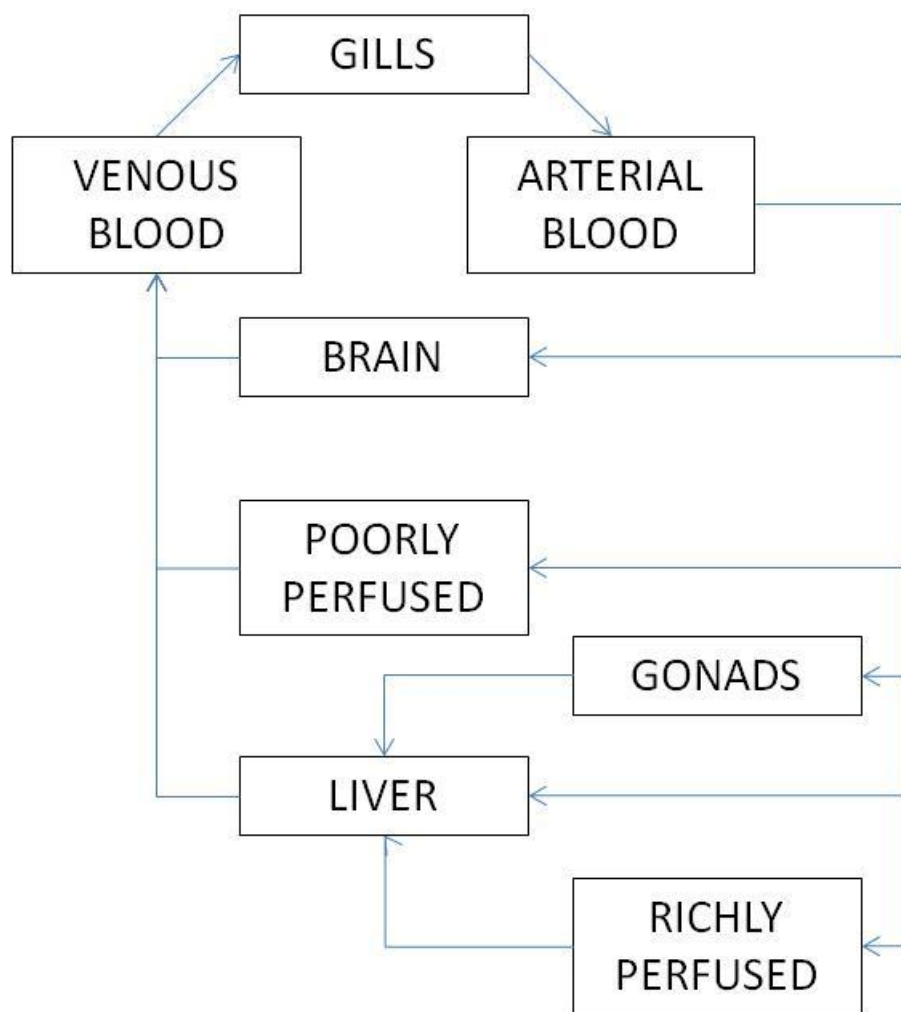 GILLS
VENOUS
BLOOD
ARTERIAL
BLOOD
BRAIN
POORLY
PERFUSED
GONADS
LIVER
RICHLY
PERFUSED